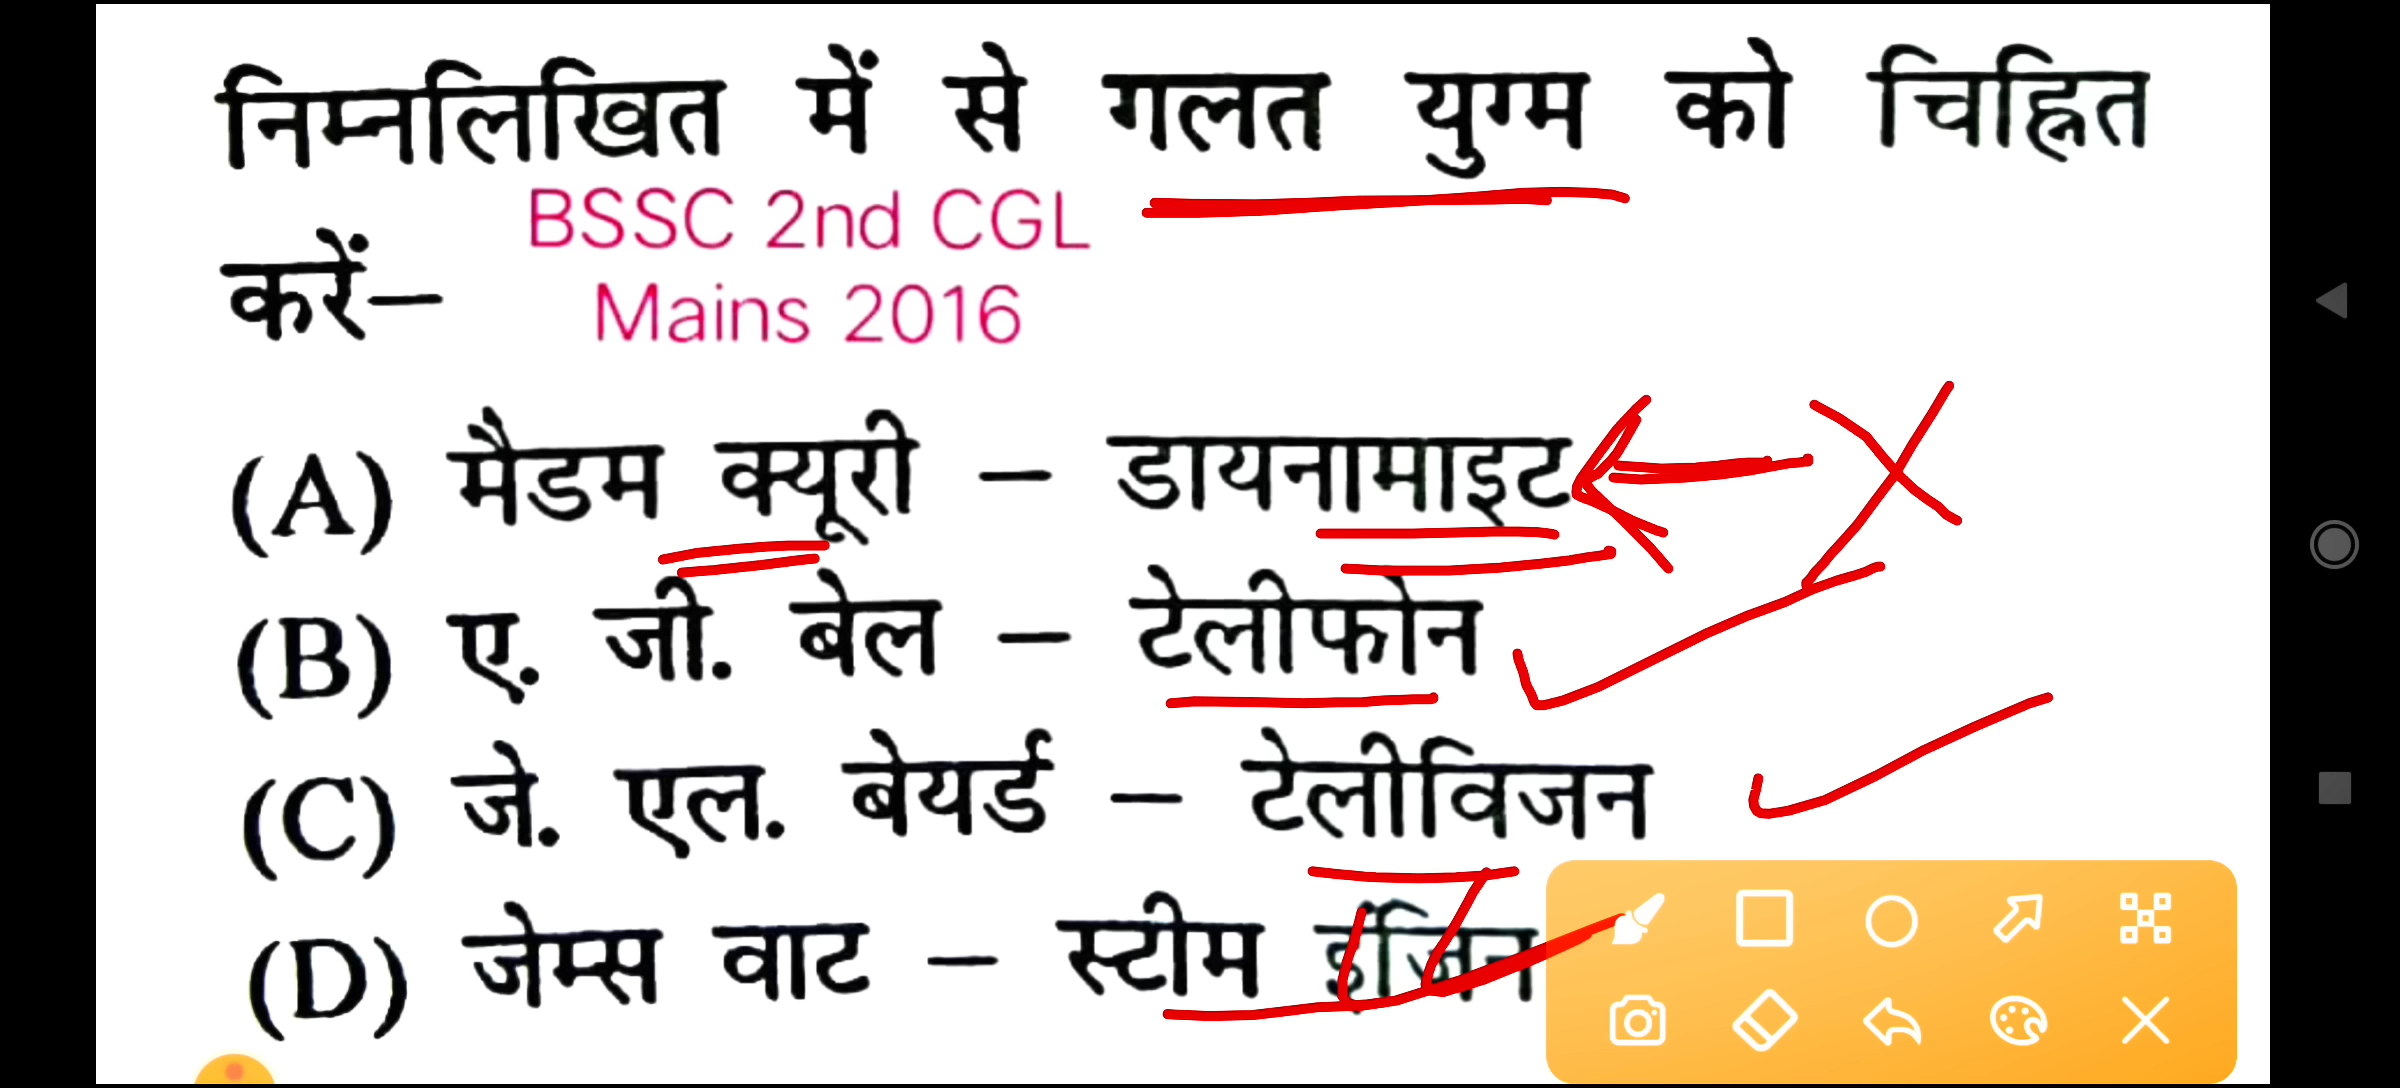 निम्नलिखित में से गलत युग्म को चिह्नित
करें–
BSSC 2nd CGL
Mains 2016
(A) मैडम क्यूरी – डायनामाइट
(B) ए. जी. बेल – टेलीफोन
(C) जे. एल. बेयर्ड – टेलीविजन
(D) जेम्स वाट – स्टीम इंजिन